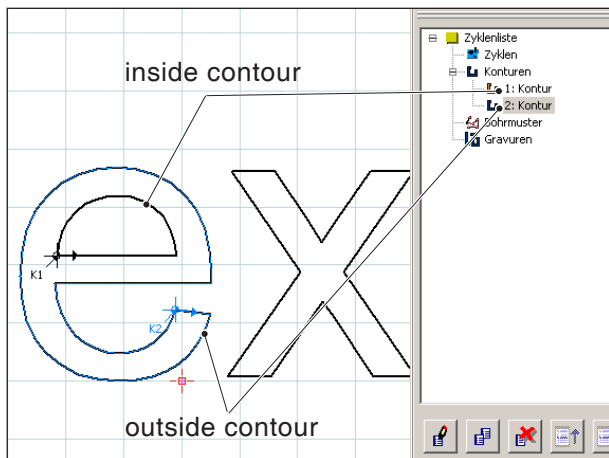 inside contour
K1
K2
outside contour
Zyklenliste
Zyklen
Konturen
1: Kontur
2: Kontur
Bohrmuster
Gravuren